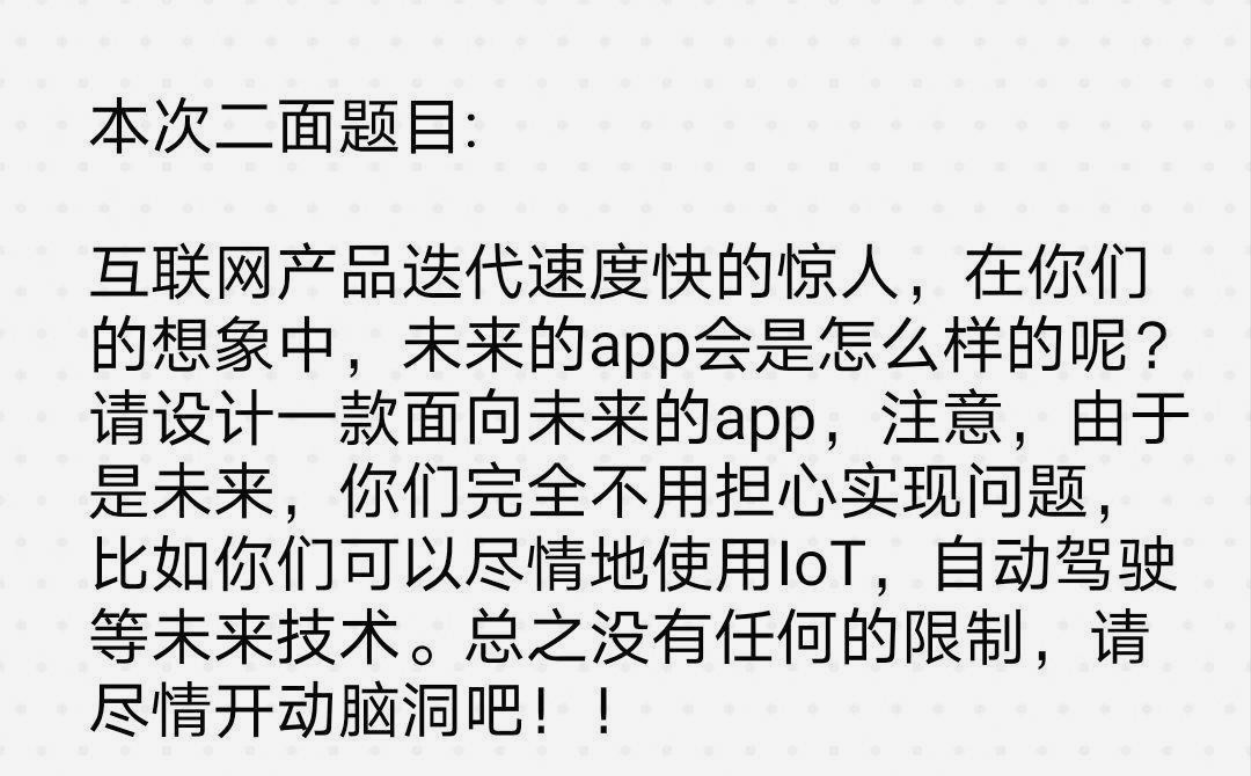 本次二面题目:
互联网产品迭代速度快的惊人，在你们
的想象中，未来的app会是怎么样的呢？
请设计一款面向未来的app，注意，由于
是未来，你们完全不用担心实现问题，
比如你们可以尽情地使用IoT，自动驾驶
等未来技术。总之没有任何的限制，请
尽情开动脑洞吧！！